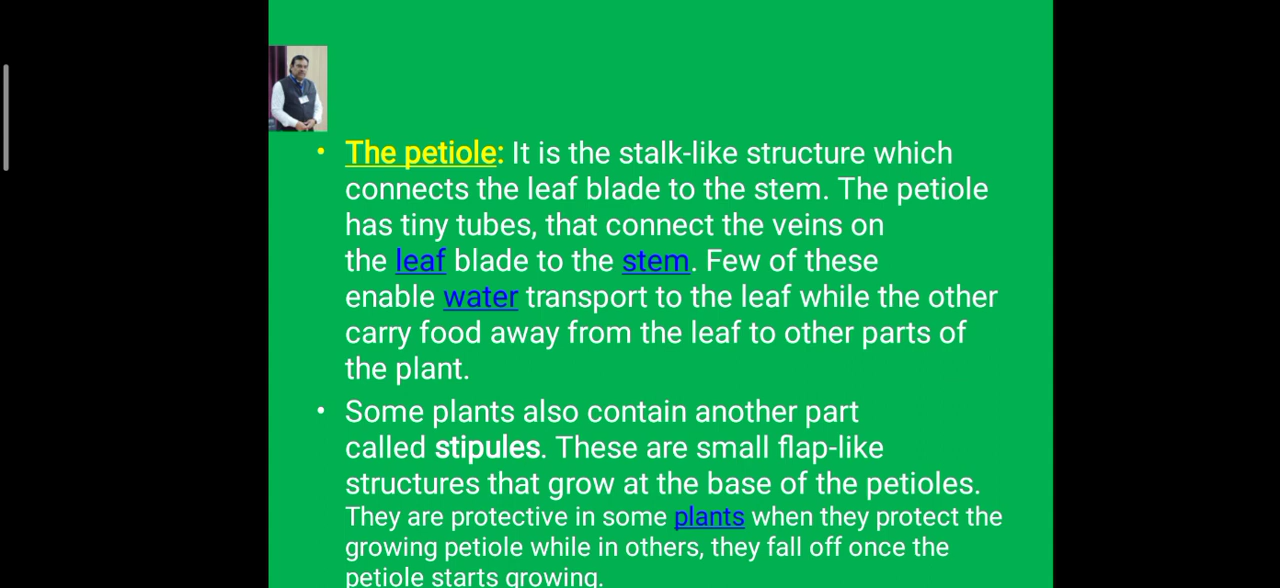 • The petiole: It is the stalk-like structure which
connects the leaf blade to the stem. The petiole
has tiny tubes, that connect the veins on
the leaf blade to the stem. Few of these
enable water transport to the leaf while the other
carry food away from the leaf to other parts of
the plant.
• Some plants also contain another part
called stipules. These are small flap-like
structures that grow at the base of the petioles.
They are protective in some plants when they protect the
growing petiole while in others, they fall off once the
petiole starts growing.